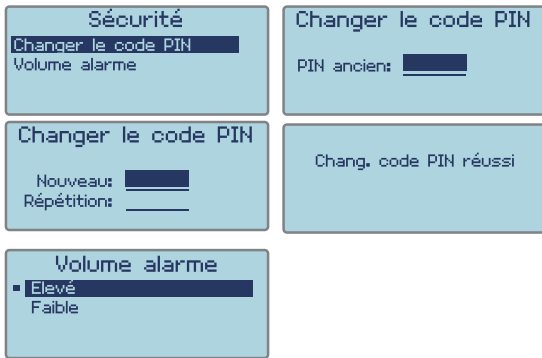 Sécurité
Changer le code PIN
Volume alarme
Changer le code PIN
PIN ancien:
Changer le code PIN
Nouveau:
Répétition:
Chang. code PIN réussi
Volume alarme
Elevé
Faible